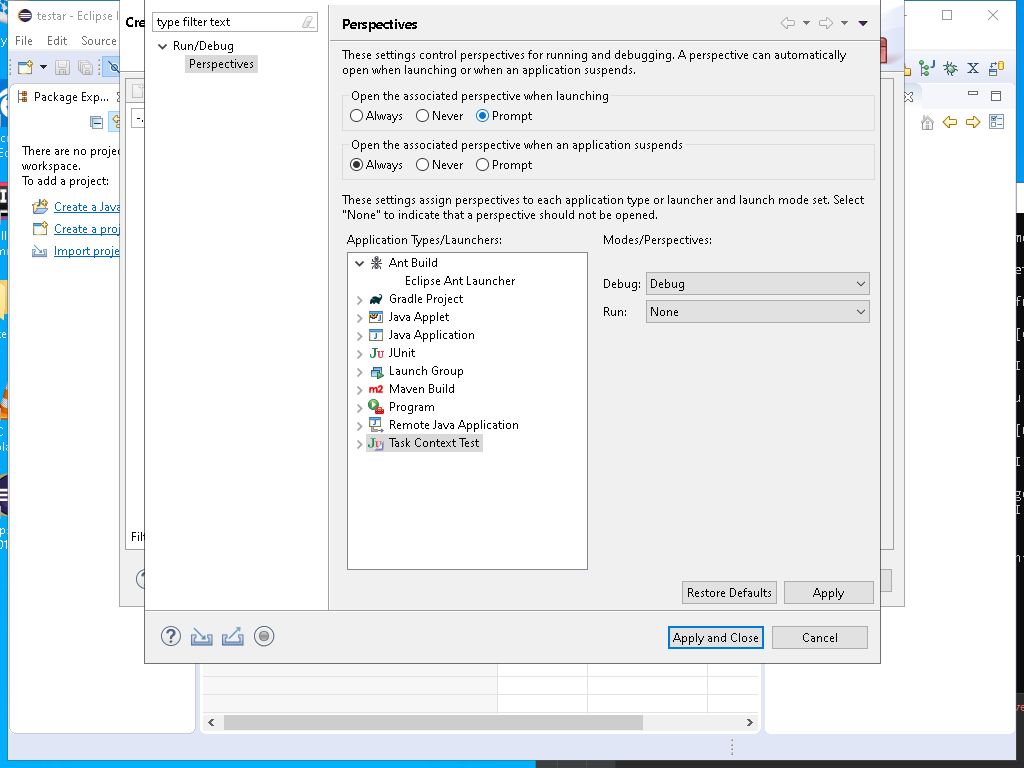 testar - Eclipse I
File Edit Source
Package Exp...
There are no proje
workspace.
To add a project:
Create a Java
Create a proj
Import proje
Cre
type filter text
Run/Debug
Perspectives
Perspectives
These settings control perspectives for running and debugging. A perspective can automatically
open when launching or when an application suspends.
Open the associated perspective when launching
Always Never Prompt
Open the associated perspective when an application suspends
Always Never Prompt
These settings assign perspectives to each application type or launcher and launch mode set. Select
"None" to indicate that a perspective should not be opened.
Application Types/Launchers:
Modes/Perspectives:
Ant Build
Eclipse Ant Launcher
Gradle Project
Java Applet
Java Application
JUnit
Launch Group
Maven Build
Program
Remote Java Application
Task Context Test
Debug: Debug
Run: None
Restore Defaults
Apply
Apply and Close
Cancel